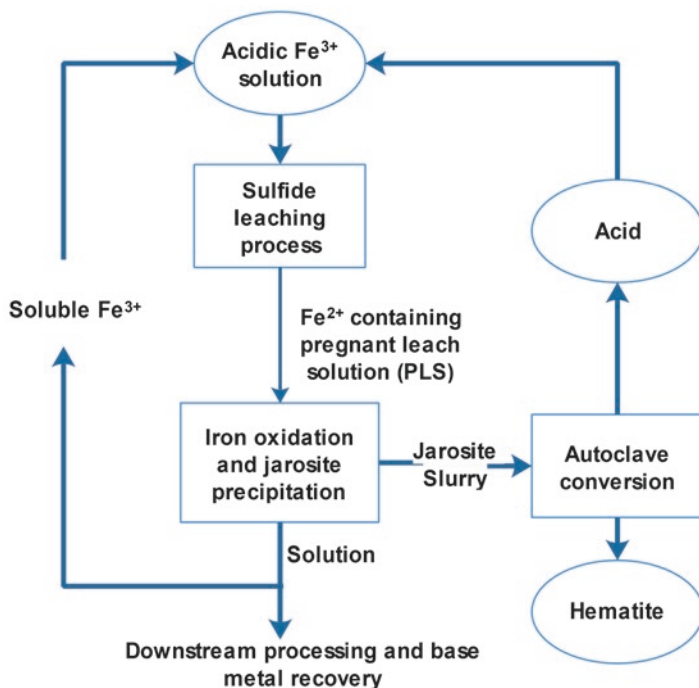 Acidic Fe³⁺
solution
Sulfide
leaching
process
Acid
Soluble Fe³⁺
Fe²⁺ containing
pregnant leach
solution (PLS)
Iron oxidation
and jarosite
precipitation
Jarosite
Slurry
Autoclave
conversion
Solution
Hematite
Downstream processing and base
metal recovery